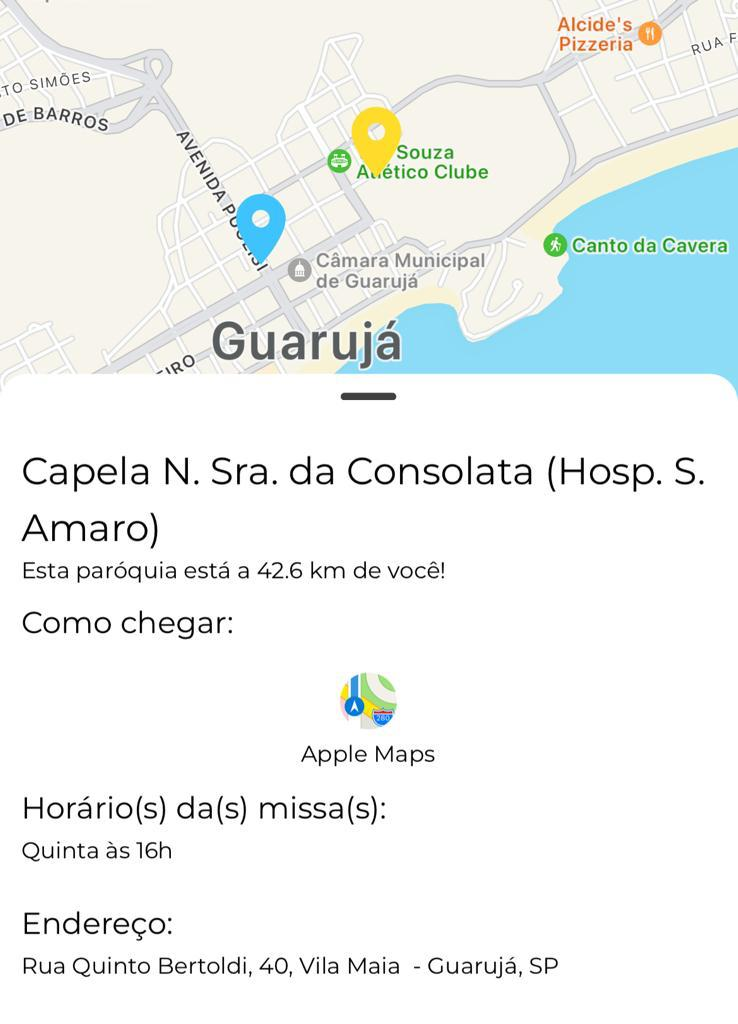 Alcide's
Pizzeria
RUA F
TO SIMÕES
DE BARROS
AVENIDA PUGLISI
Souza
Atlético Clube
Canto da Cavera
Câmara Municipal
de Guarujá
Guarujá
EIRO
Capela N. Sra. da Consolata (Hosp. S.
Amaro)
Esta paróquia está a 42.6 km de você!
Como chegar:
280
Apple Maps
Horário(s) da(s) missa(s):
Quinta às 16h
Endereço:
Rua Quinto Bertoldi, 40, Vila Maia - Guarujá, SP